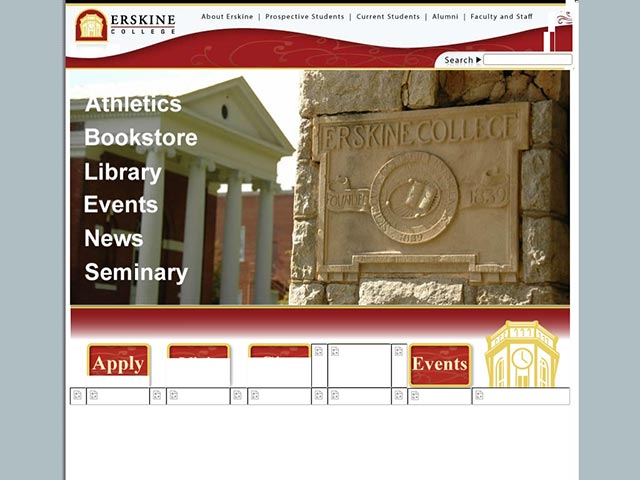 ERSKINE
COLLEGE
About Erskine | Prospective Students | Current Students | Alumni | Faculty and Staff
Search
Athletics
Bookstore
Library
Events
News
Seminary
ERSKINE COLLEGE
FOUNDED
1839
Apply
Events